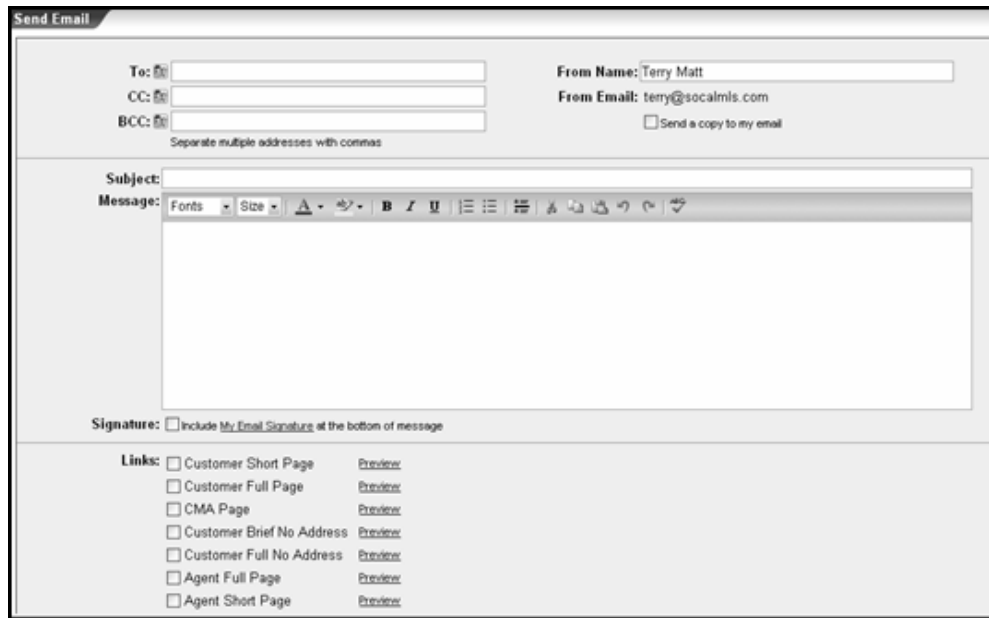 Send Email
To:
From Name: Terry Matt
CC:
From Email: terry@socalmls.com
BCC:
Send a copy to my email
Separate multiple addresses with commas
Subject:
Message: Fonts Size A B I U
Signature: Include My Email Signature at the bottom of message
Links: Customer Short Page Preview
Customer Full Page Preview
CMA Page Preview
Customer Brief No Address Preview
Customer Full No Address Preview
Agent Full Page Preview
Agent Short Page Preview